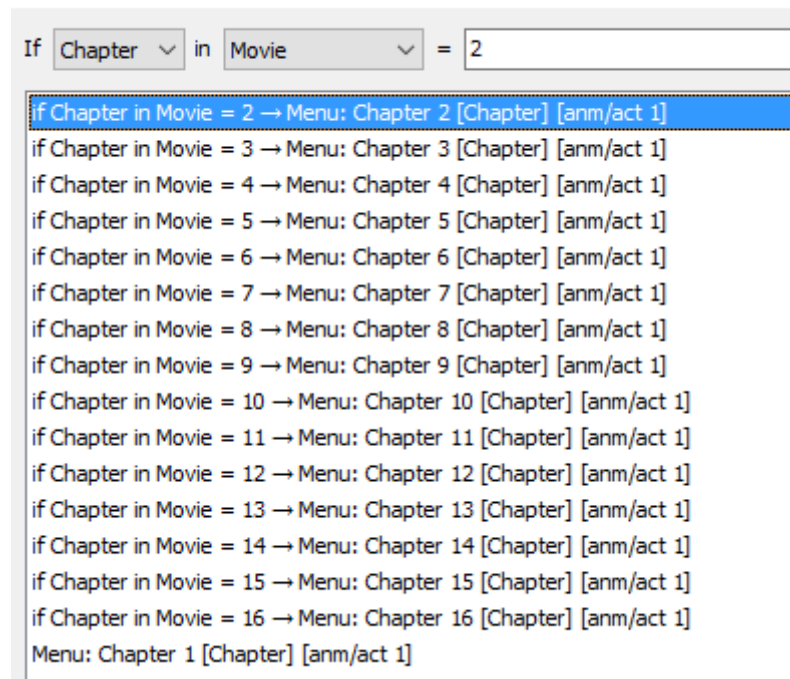 If Chapter in Movie = 2
if Chapter in Movie = 2 → Menu: Chapter 2 [Chapter] [anm/act 1]
if Chapter in Movie = 3 → Menu: Chapter 3 [Chapter] [anm/act 1]
if Chapter in Movie = 4 → Menu: Chapter 4 [Chapter] [anm/act 1]
if Chapter in Movie = 5 → Menu: Chapter 5 [Chapter] [anm/act 1]
if Chapter in Movie = 6 → Menu: Chapter 6 [Chapter] [anm/act 1]
if Chapter in Movie = 7 → Menu: Chapter 7 [Chapter] [anm/act 1]
if Chapter in Movie = 8 → Menu: Chapter 8 [Chapter] [anm/act 1]
if Chapter in Movie = 9 → Menu: Chapter 9 [Chapter] [anm/act 1]
if Chapter in Movie = 10 → Menu: Chapter 10 [Chapter] [anm/act 1]
if Chapter in Movie = 11 → Menu: Chapter 11 [Chapter] [anm/act 1]
if Chapter in Movie = 12 → Menu: Chapter 12 [Chapter] [anm/act 1]
if Chapter in Movie = 13 → Menu: Chapter 13 [Chapter] [anm/act 1]
if Chapter in Movie = 14 → Menu: Chapter 14 [Chapter] [anm/act 1]
if Chapter in Movie = 15 → Menu: Chapter 15 [Chapter] [anm/act 1]
if Chapter in Movie = 16 → Menu: Chapter 16 [Chapter] [anm/act 1]
Menu: Chapter 1 [Chapter] [anm/act 1]